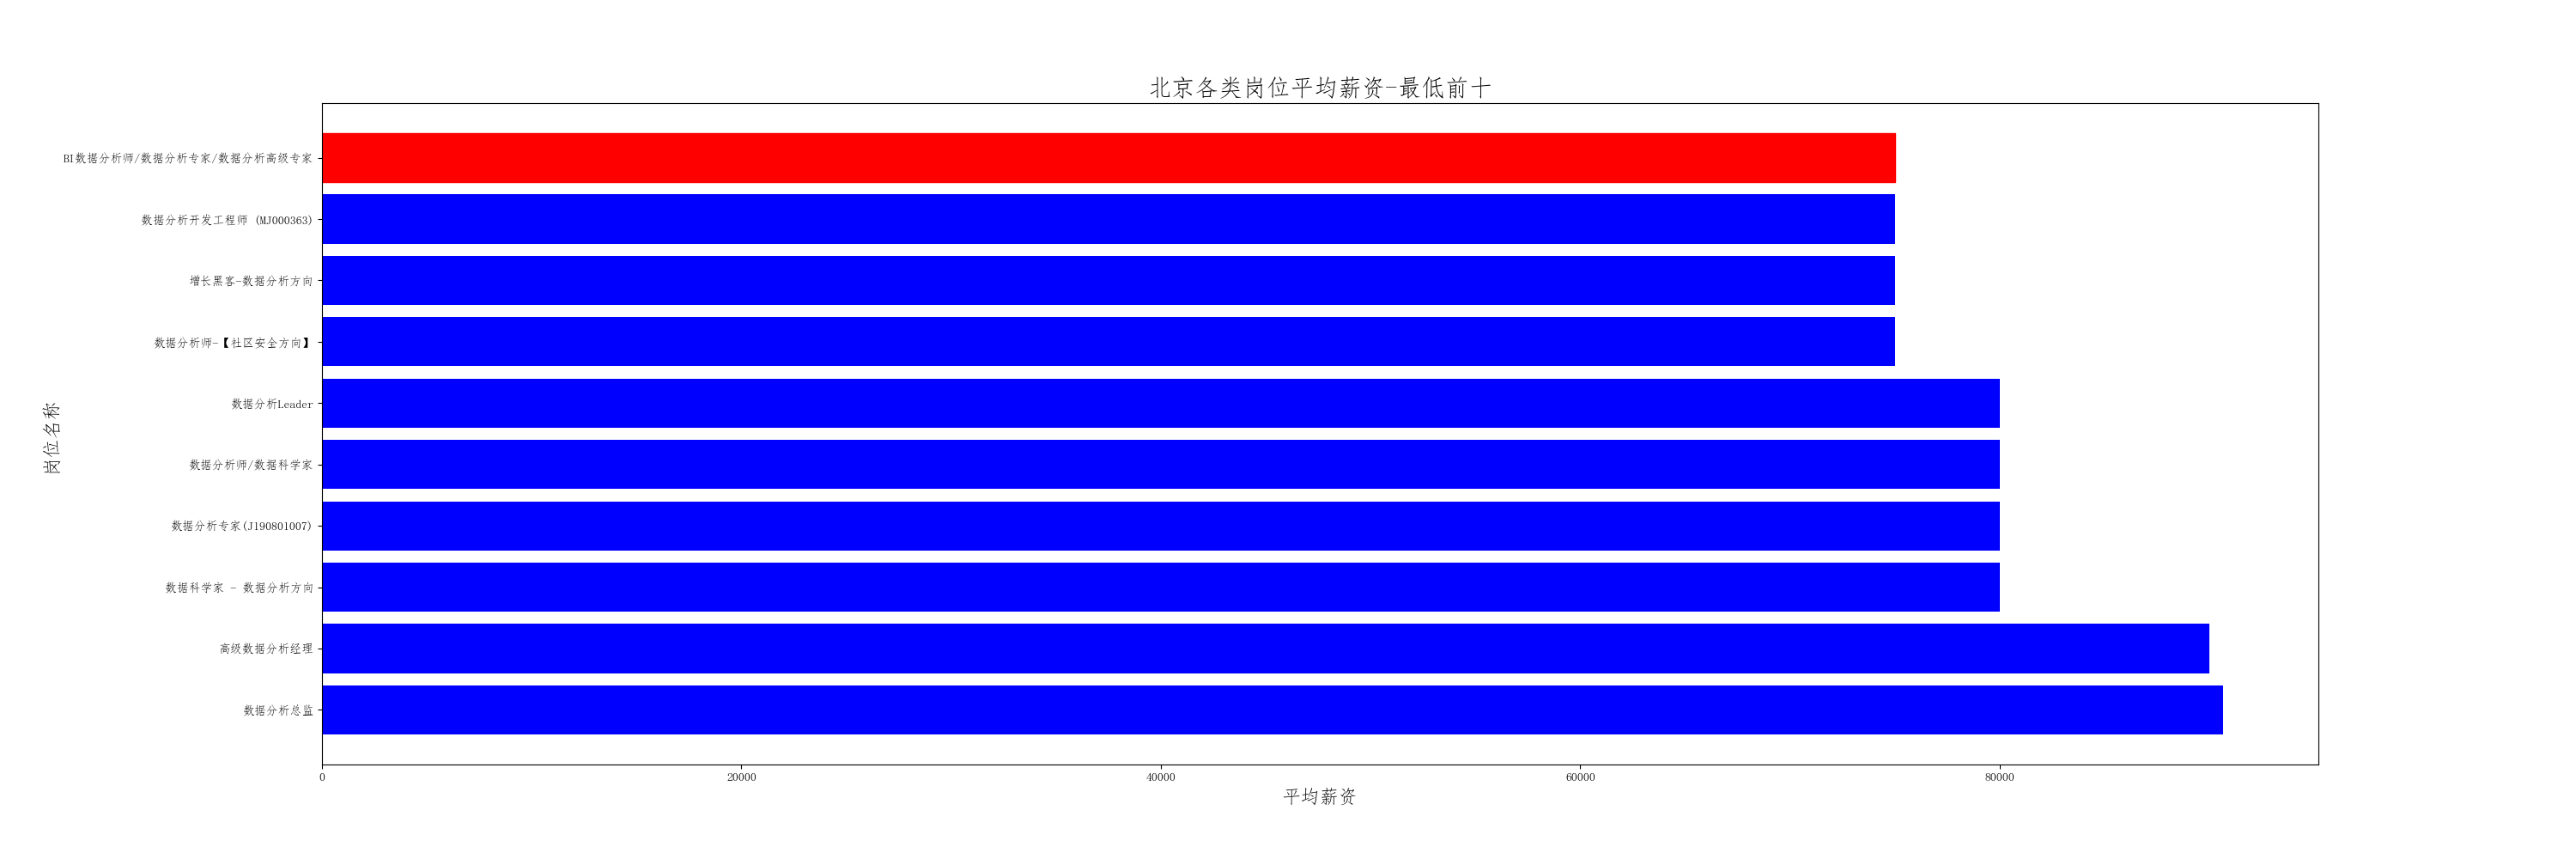 北京各类岗位平均薪资-最低前十
BI数据分析师/数据分析专家/数据分析高级专家
数据分析开发工程师 (MJ000363)
增长黑客-数据分析方向
数据分析师-【社区安全方向】
数据分析Leader
数据分析师/数据科学家
数据分析专家(J190801007)
数据科学家 - 数据分析方向
高级数据分析经理
数据分析总监
岗位名称
0 20000 40000 60000 80000
平均薪资